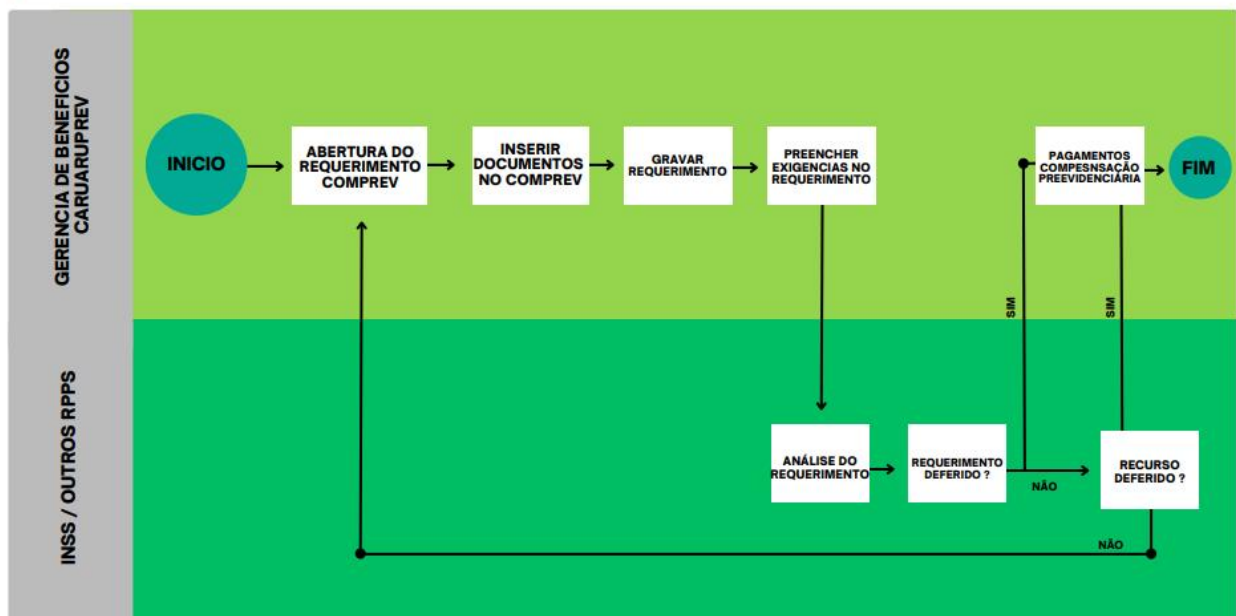 GERENCIA DE BENEFICIOS
CARUARUPREV
INICIO
ABERTURA DO
REQUERIMENTO
COMPREV
INSERIR
DOCUMENTOS
NO COMPREV
GRAVAR
REQUERIMENTO
PREENCHER
EXIGENCIAS NO
REQUERIMENTO
PAGAMENTOS
COMPESNSAÇÃO
PREEVIDENCIÁRIA
FIM
SIM
SIM
INSS / OUTROS RPPS
ANÁLISE DO
REQUERIMENTO
REQUERIMENTO
DEFERIDO ?
NÃO
RECURSO
DEFERIDO ?
NÃO